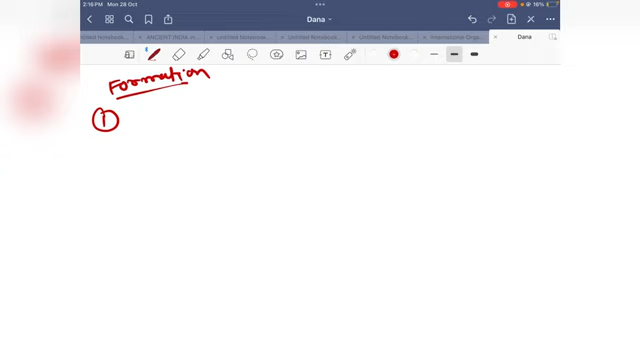 2:16 PM Mon 28 Oct
16%
Dana
ntitled Notebook...
ANCIENT INDIA: in...
Untitled Notebook...
Untitled Notebook...
Untitled Notebook...
International Orga...
Dana
T
Formation
1